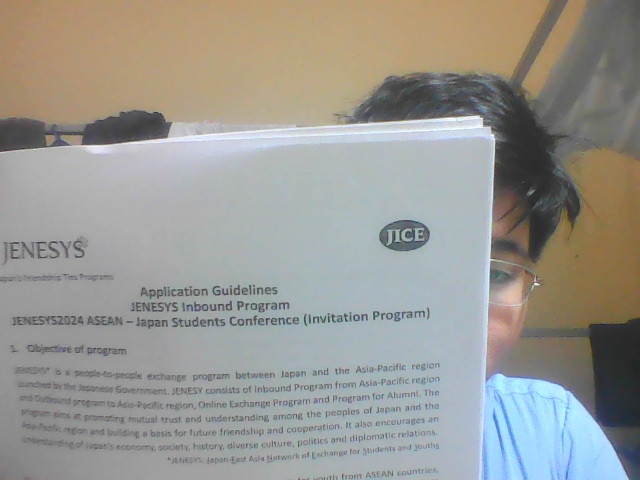 JENESYS
JICE
Japan's Friendship Ties Programs
Application Guidelines
JENESYS Inbound Program
JENESYS2024 ASEAN – Japan Students Conference (Invitation Program)
1. Objective of program
JENESYS* is a people-to-people exchange program between Japan and the Asia-Pacific region
launched by the Japanese Government. JENESY consists of Inbound Program from Asia-Pacific region
and Outbound program to Asia-Pacific region, Online Exchange Program and Program for Alumni. The
program aims at promoting mutual trust and understanding among the peoples of Japan and the
Asia-Pacific region and building a basis for future friendship and cooperation. It also encourages an
understanding of Japan's economy, society, history, diverse culture, politics and diplomatic relations.
*JENESYS: Japan-East Asia Network of Exchange for Students and Youths
for youth from ASEAN countries,